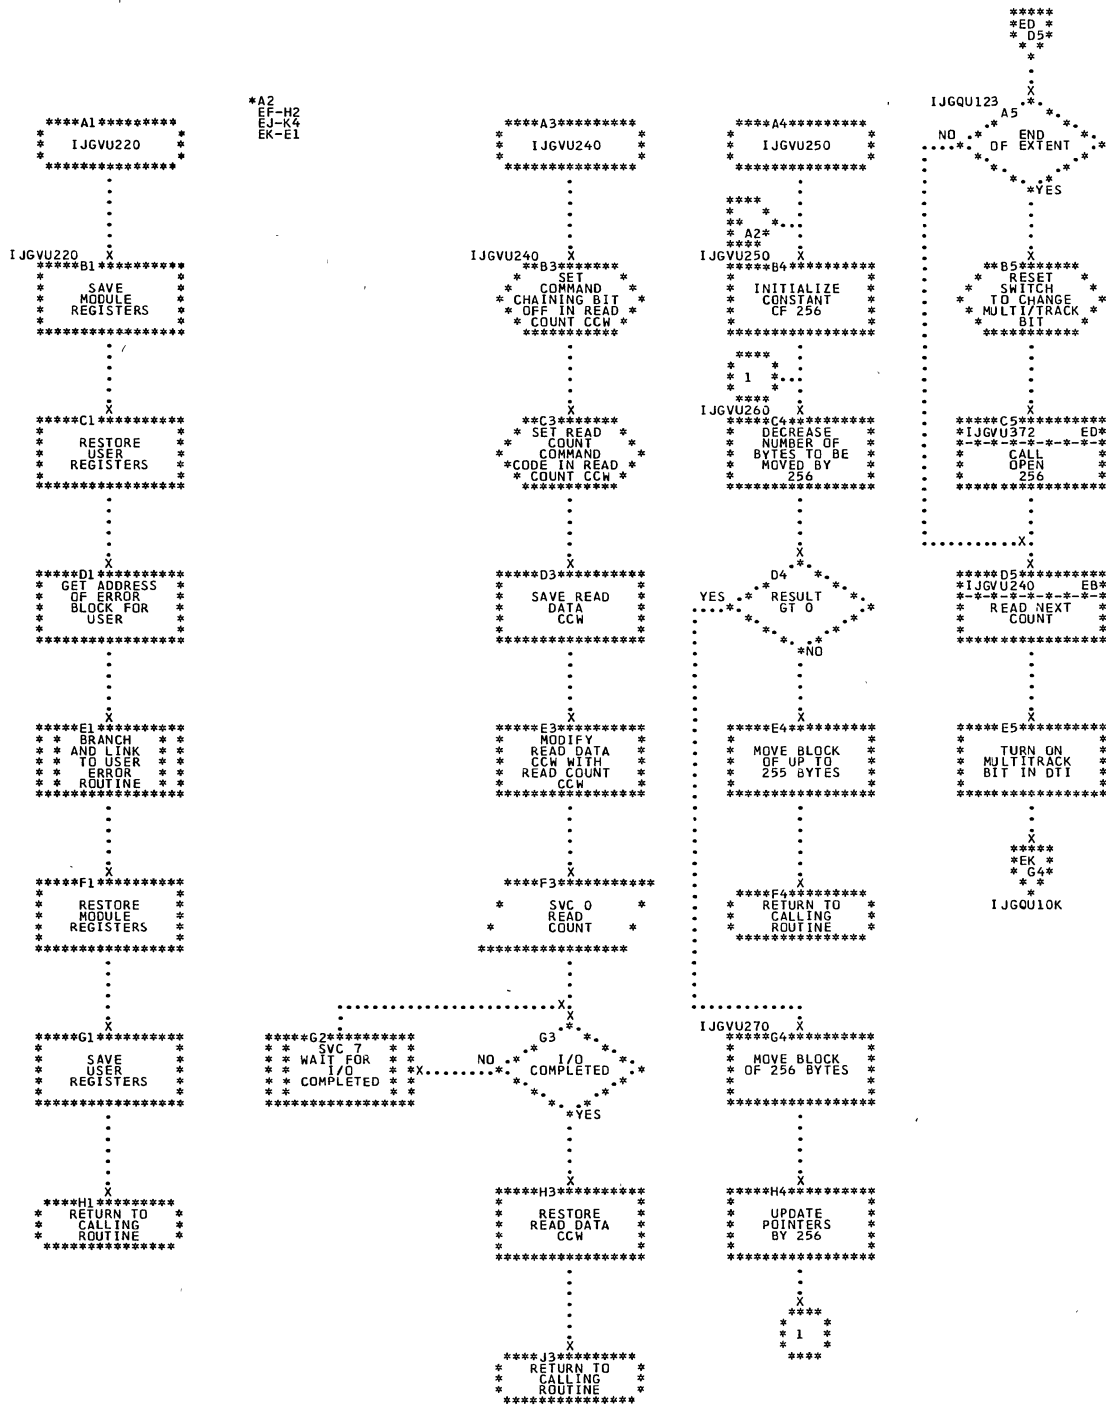 ED
D5
*A2
EF-H2
EJ-K4
EK-E1
A1
IJGVU220
IJGVU220
B1
SAVE
MODULE
REGISTERS
C1
RESTORE
USER
REGISTERS
D1
GET ADDRESS
OF ERROR
BLOCK FOR
USER
E1
BRANCH
AND LINK
TO USER
ERROR
ROUTINE
F1
RESTORE
MODULE
REGISTERS
G1
SAVE
USER
REGISTERS
H1
RETURN TO
CALLING
ROUTINE
A3
IJGVU240
IJGVU240
B3
SET
COMMAND
CHAINING BIT
OFF IN READ
COUNT CCW
C3
SET READ
COUNT
COMMAND
CODE IN READ
COUNT CCW
D3
SAVE READ
DATA
CCW
E3
MODIFY
READ DATA
CCW WITH
READ COUNT
CCW
F3
SVC 0
READ
COUNT
G2
SVC 7
WAIT FOR
I/O
COMPLETED
G3
NO
I/O
COMPLETED
YES
H3
RESTORE
READ DATA
CCW
J3
RETURN TO
CALLING
ROUTINE
A4
IJGVU250
A2
IJGVU250
B4
INITIALIZE
CONSTANT
CF 256
1
IJGVU260
C4
DECREASE
NUMBER OF
BYTES TO BE
MOVED BY
256
D4
YES
RESULT
GT 0
NO
E4
MOVE BLOCK
OF UP TO
255 BYTES
F4
RETURN TO
CALLING
ROUTINE
IJGVU270
G4
MOVE BLOCK
OF 256 BYTES
H4
UPDATE
POINTERS
BY 256
1
IJGQU123
A5
NO
END
OF EXTENT
YES
B5
RESET
SWITCH
TO CHANGE
MULTI/TRACK
BIT
C5
IJGVU372 ED
CALL
OPEN
256
D5
IJGVU240 EB
READ NEXT
COUNT
E5
TURN ON
MULTITRACK
BIT IN DTI
EK
G4
IJGQU10K